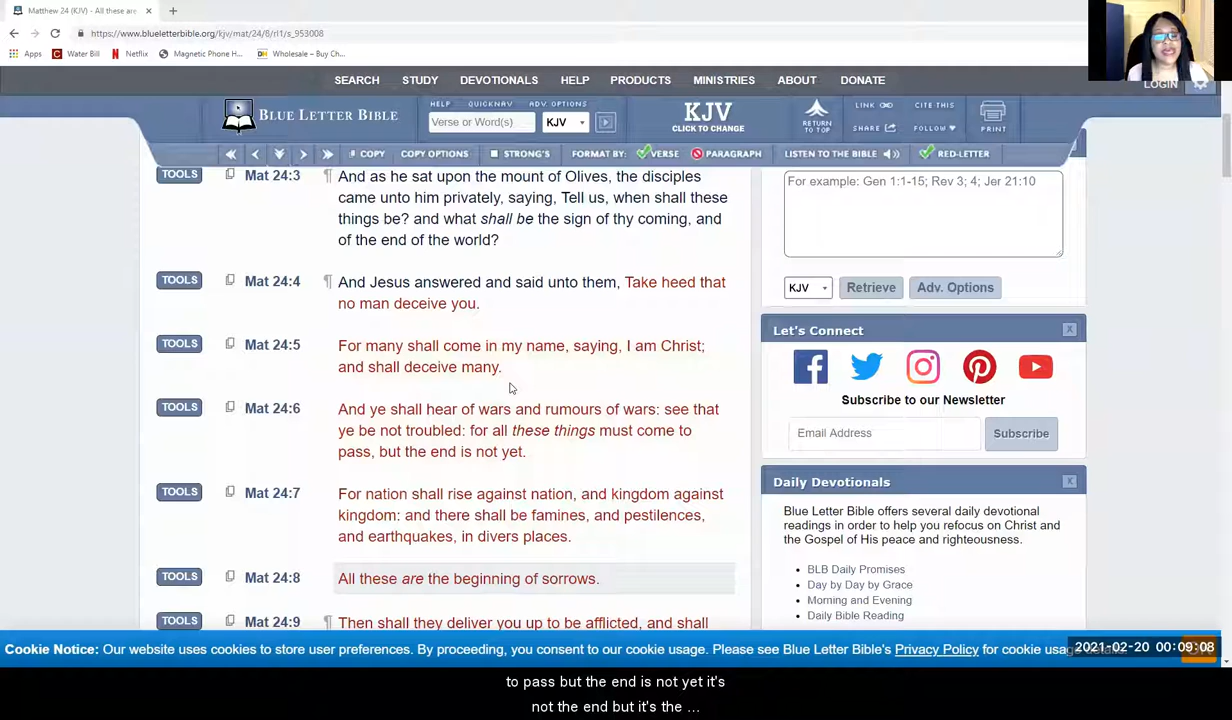 Matthew 24 (KJV) - All these are
https://www.blueletterbible.org/kjv/mat/24/8/rl1/s_953008
Apps
Water Bill
Netflix
Magnetic Phone H...
Wholesale – Buy Ch...
SEARCH STUDY DEVOTIONALS HELP PRODUCTS MINISTRIES ABOUT DONATE
LOGIN
BLUE LETTER BIBLE
HELP QUICKNAV ADV. OPTIONS
Verse or Word(s)
KJV
KJV
CLICK TO CHANGE
RETURN
TO TOP
LINK
CITE THIS
SHARE
FOLLOW
PRINT
COPY COPY OPTIONS STRONG'S FORMAT BY: VERSE PARAGRAPH LISTEN TO THE BIBLE RED-LETTER
TOOLS Mat 24:3 ¶ And as he sat upon the mount of Olives, the disciples
came unto him privately, saying, Tell us, when shall these
things be? and what shall be the sign of thy coming, and
of the end of the world?
TOOLS Mat 24:4 ¶ And Jesus answered and said unto them, Take heed that
no man deceive you.
TOOLS Mat 24:5 For many shall come in my name, saying, I am Christ;
and shall deceive many.
TOOLS Mat 24:6 And ye shall hear of wars and rumours of wars: see that
ye be not troubled: for all these things must come to
pass, but the end is not yet.
TOOLS Mat 24:7 For nation shall rise against nation, and kingdom against
kingdom: and there shall be famines, and pestilences,
and earthquakes, in divers places.
TOOLS Mat 24:8 All these are the beginning of sorrows.
TOOLS Mat 24:9 ¶ Then shall they deliver you up to be afflicted, and shall
For example: Gen 1:1-15; Rev 3; 4; Jer 21:10
KJV
Retrieve
Adv. Options
Let's Connect
Subscribe to our Newsletter
Email Address
Subscribe
Daily Devotionals
Blue Letter Bible offers several daily devotional
readings in order to help you refocus on Christ and
the Gospel of His peace and righteousness.
BLB Daily Promises
Day by Day by Grace
Morning and Evening
Daily Bible Reading
Cookie Notice: Our website uses cookies to store user preferences. By proceeding, you consent to our cookie usage. Please see Blue Letter Bible's Privacy Policy for cookie usage
2021-02-20 00:09:08
to pass but the end is not yet it's
not the end but it's the ...